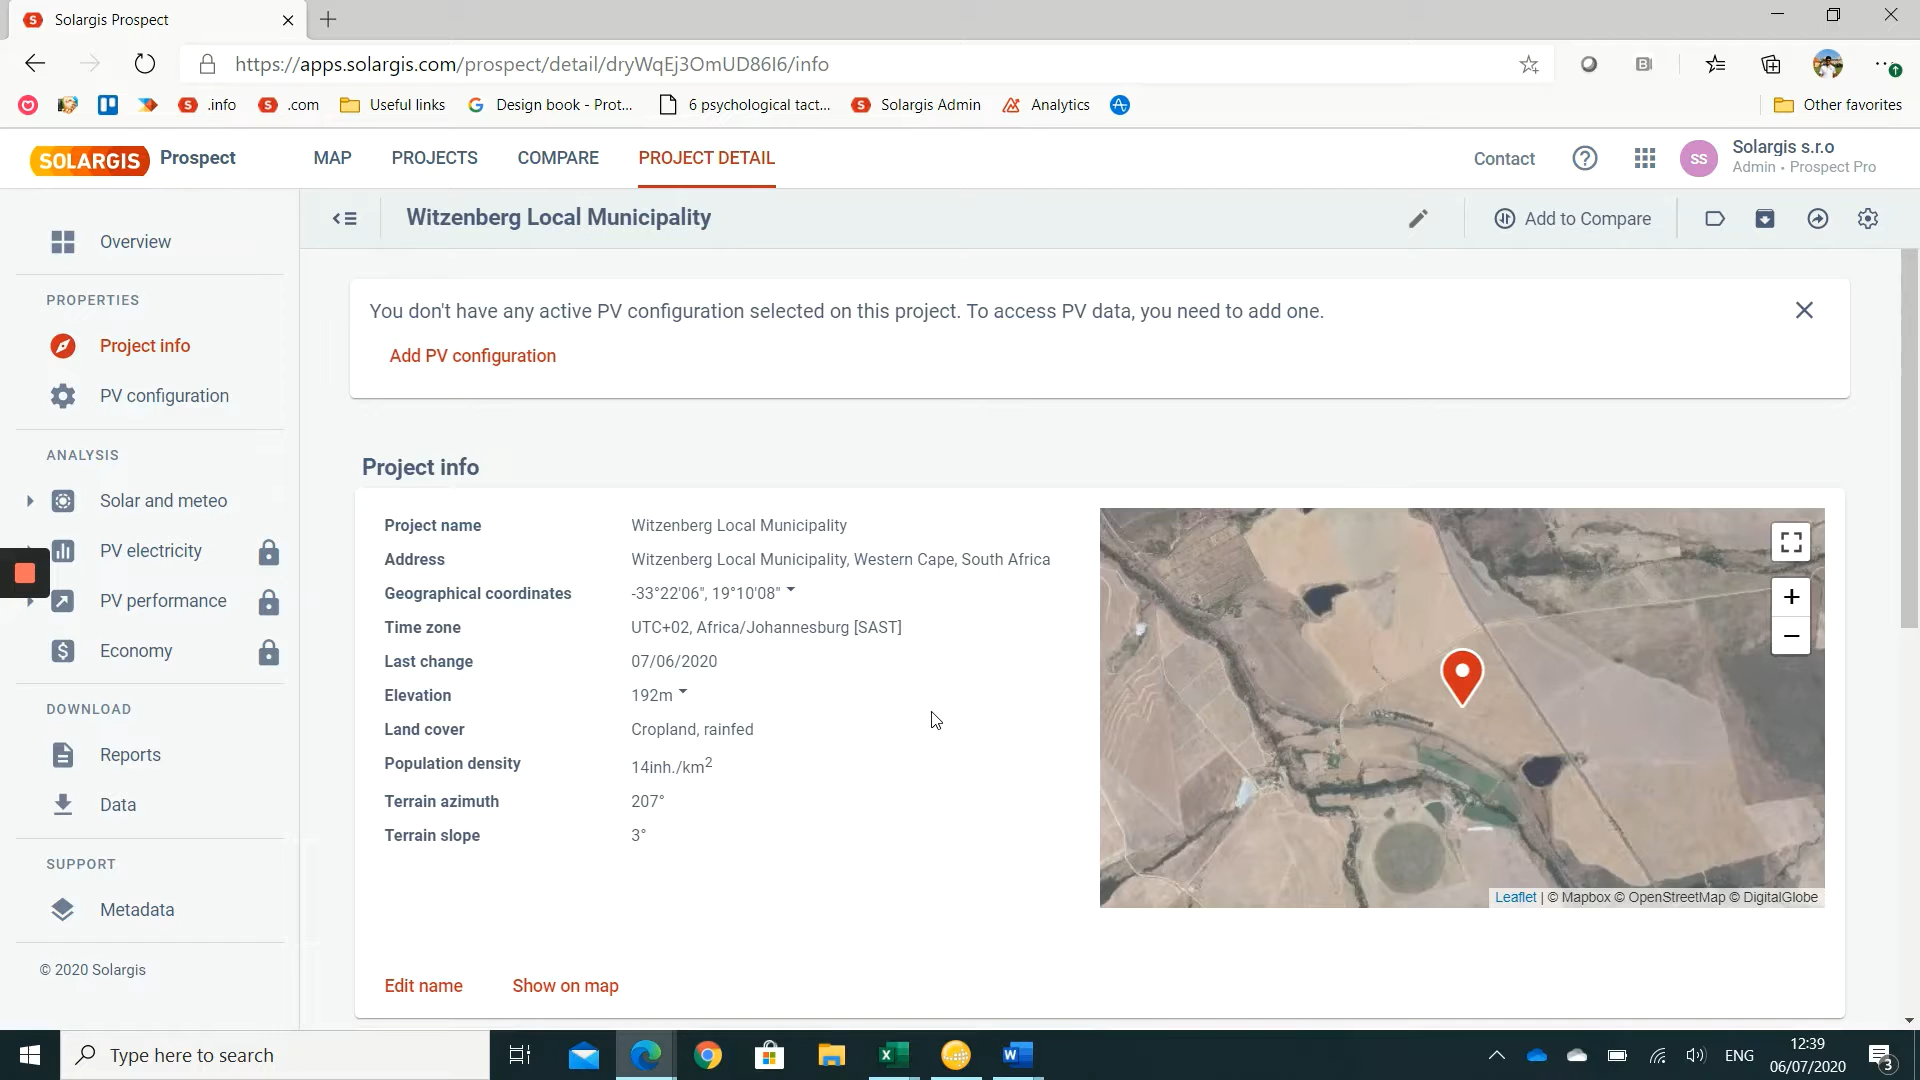 Solargis Prospect
https://apps.solargis.com/prospect/detail/dryWqEj3OmUD86I6/info
.info
.com
Useful links
Design book - Prot...
6 psychological tact...
Solargis Admin
Analytics
Other favorites
SOLARGIS Prospect
MAP
PROJECTS
COMPARE
PROJECT DETAIL
Contact
SS
Solargis s.r.o
Admin • Prospect Pro
Witzenberg Local Municipality
Add to Compare
Overview
PROPERTIES
Project info
PV configuration
ANALYSIS
Solar and meteo
PV electricity
PV performance
Economy
DOWNLOAD
Reports
Data
SUPPORT
Metadata
© 2020 Solargis
You don't have any active PV configuration selected on this project. To access PV data, you need to add one.
Add PV configuration
Project info
Project name Witzenberg Local Municipality
Address Witzenberg Local Municipality, Western Cape, South Africa
Geographical coordinates -33°22'06", 19°10'08"
Time zone UTC+02, Africa/Johannesburg [SAST]
Last change 07/06/2020
Elevation 192m
Land cover Cropland, rainfed
Population density 14inh./km²
Terrain azimuth 207°
Terrain slope 3°
+
−
Leaflet | © Mapbox © OpenStreetMap © DigitalGlobe
Edit name
Show on map
Type here to search
ENG
12:39
06/07/2020
3